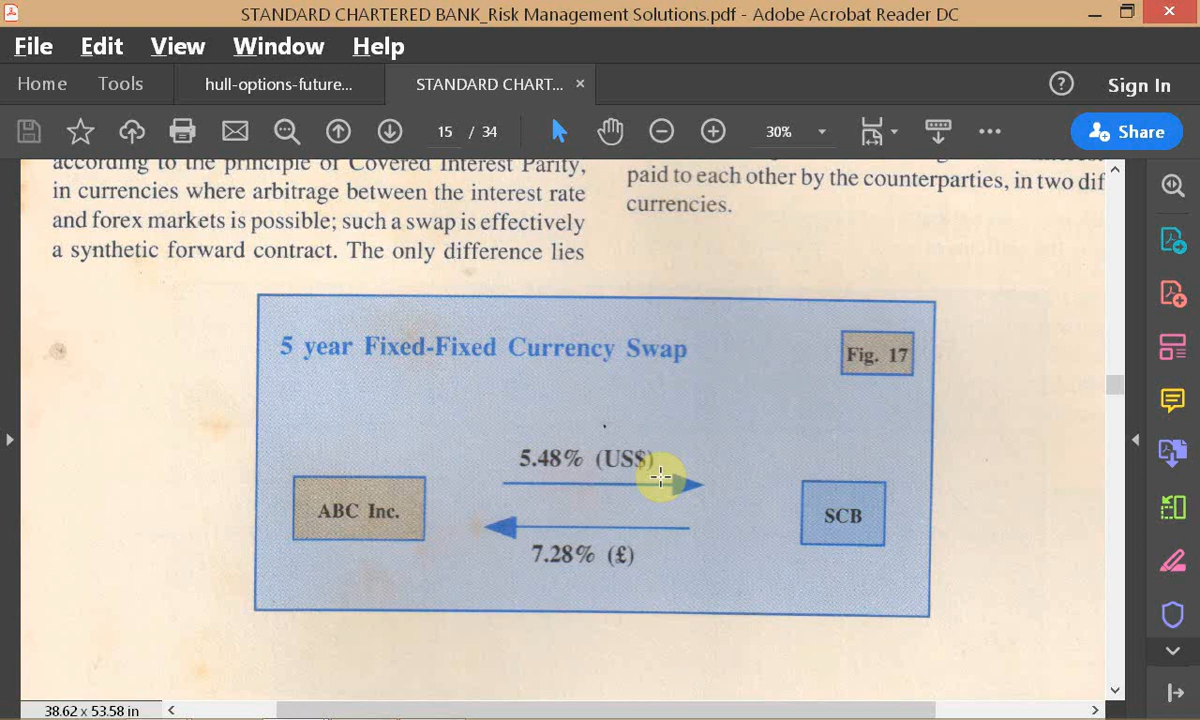 STANDARD CHARTERED BANK_Risk Management Solutions.pdf - Adobe Acrobat Reader DC
File Edit View Window Help
Home Tools hull-options-future... STANDARD CHART... × Sign In
15 / 34 30% Share
according to the principle of Covered Interest Parity,
in currencies where arbitrage between the interest rate
and forex markets is possible; such a swap is effectively
a synthetic forward contract. The only difference lies
paid to each other by the counterparties, in two dif
currencies.
5 year Fixed-Fixed Currency Swap
Fig. 17
5.48% (US$)
ABC Inc.
SCB
7.28% (£)
38.62 x 53.58 in